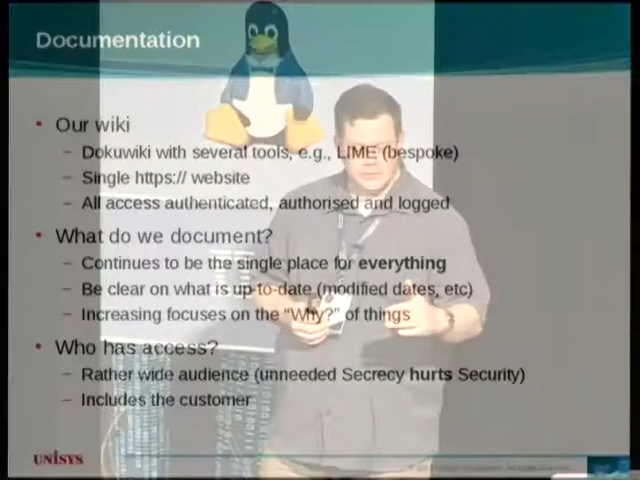 Documentation
• Our wiki
– Dokuwiki with several tools, e.g., LIME (bespoke)
– Single https:// website
– All access authenticated, authorised and logged
• What do we document?
– Continues to be the single place for everything
– Be clear on what is up-to-date (modified dates, etc)
– Increasing focuses on the "Why?" of things
• Who has access?
– Rather wide audience (unneeded Secrecy hurts Security)
– Includes the customer
UNISYS